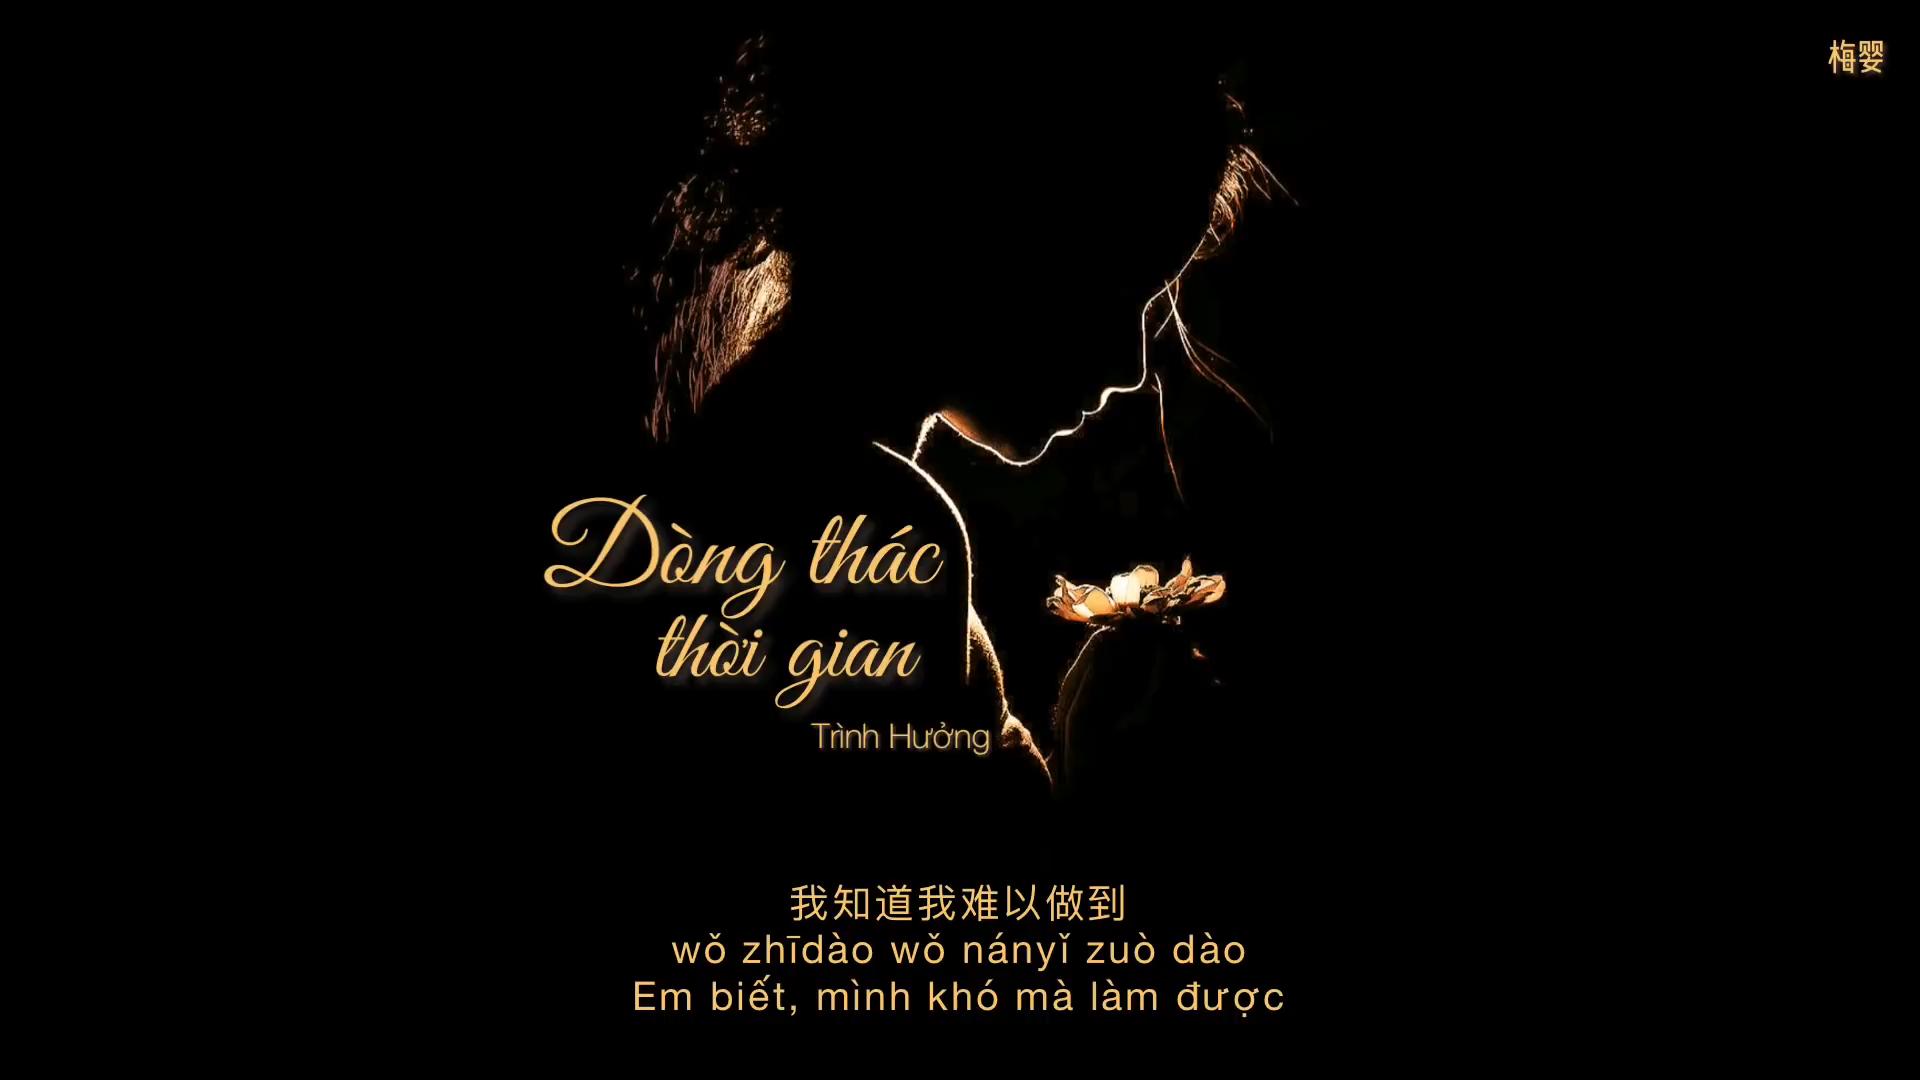 梅婴
Dòng thác
thời gian
Trình Hưởng
我知道我难以做到
wǒ zhīdào wǒ nányǐ zuò dào
Em biết, mình khó mà làm được